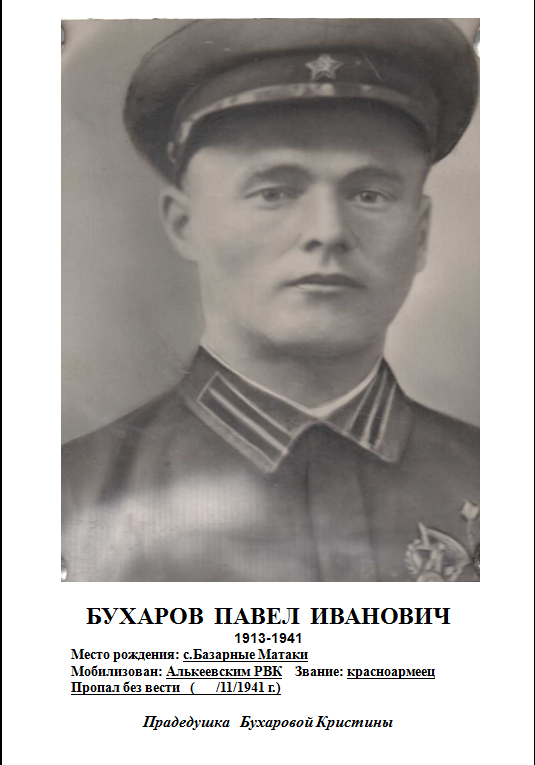 БУХАРОВ ПАВЕЛ ИВАНОВИЧ
1913-1941
Место рождения: с.Базарные Матаки
Мобилизован: Алькеевским РВК Звание: красноармеец
Пропал без вести ( /11/1941 г.)
Прадедушка Бухаровой Кристины